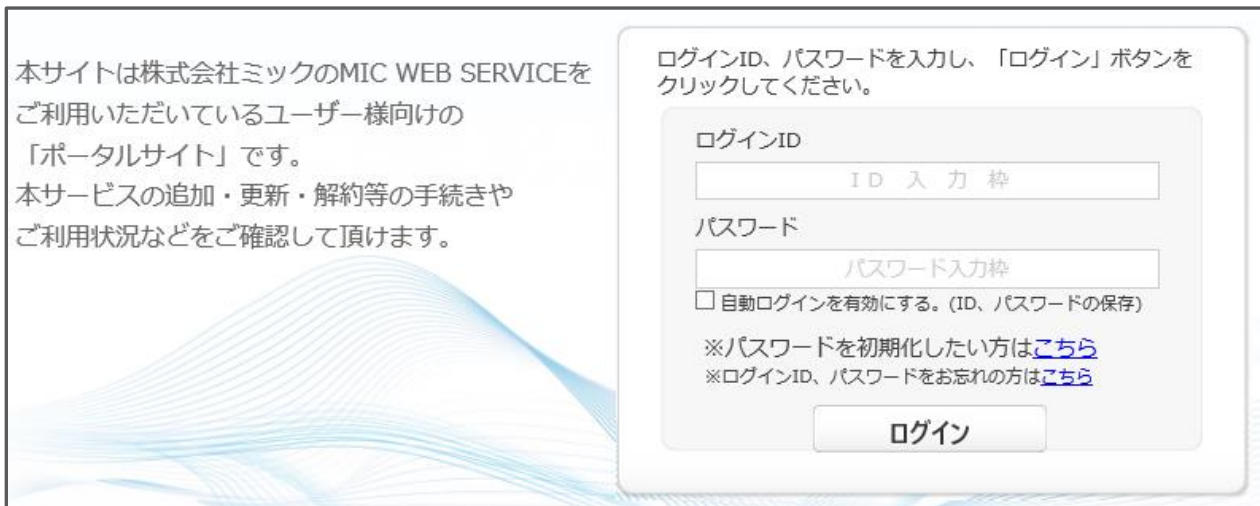 本サイトは株式会社ミックのMIC WEB SERVICEを
ご利用いただいているユーザー様向けの
「ポータルサイト」です。
本サービスの追加・更新・解約等の手続きや
ご利用状況などをご確認して頂けます。
ログインID、パスワードを入力し、「ログイン」ボタンを
クリックしてください。
ログインID
ID 入力枠
パスワード
パスワード入力枠
自動ログインを有効にする。(ID、パスワードの保存)
※パスワードを初期化したい方はこちら
※ログインID、パスワードをお忘れの方はこちら
ログイン